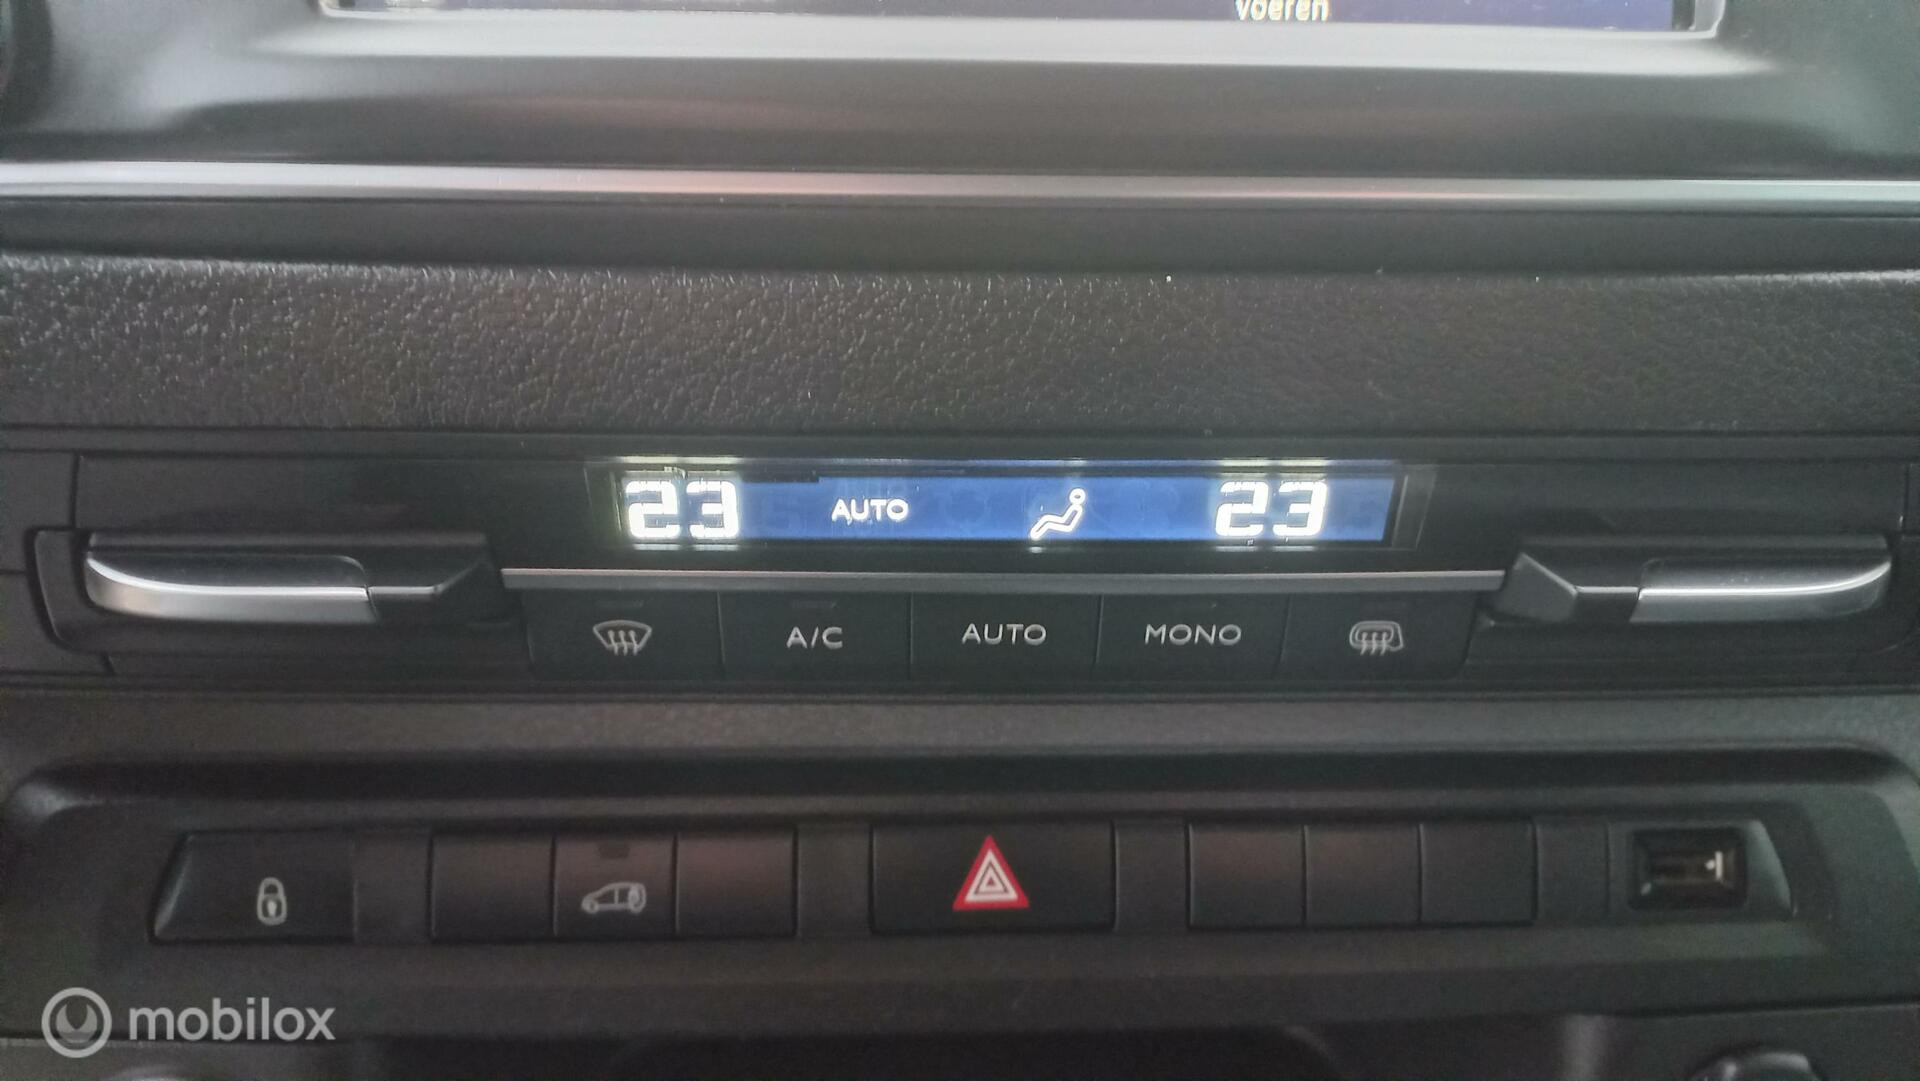 voeren
23 AUTO 23
A/C AUTO MONO
mobilox